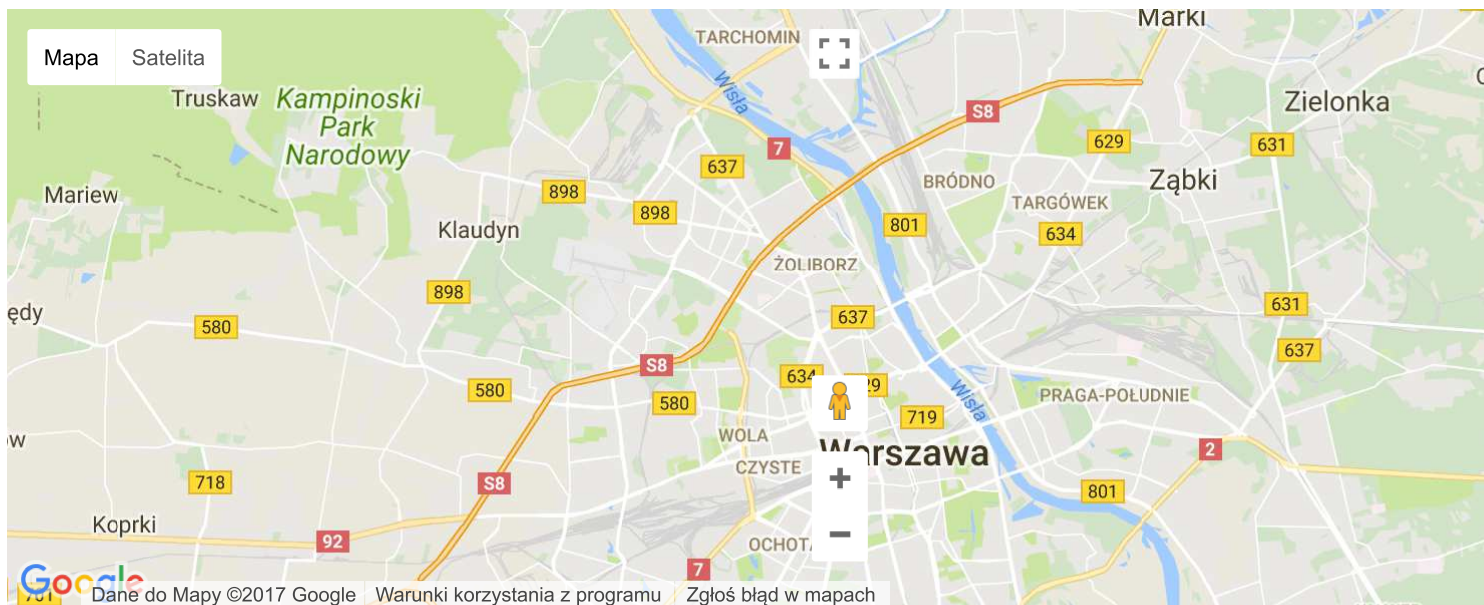 Marki
TARCHOMIN
Mapa
Satelita
Wisła
Truskaw
Kampinoski
Park
Narodowy
S8
Zielonka
629
631
7
637
Ząbki
BRÓDNO
Mariew
898
TARGÓWEK
898
801
Klaudyn
634
ŻOLIBORZ
898
631
ędy
637
580
637
S8
634
29
580
Wisła
PRAGA-POŁUDNIE
580
719
WOLA
ow
Warszawa
2
CZYSTE
718
S8
801
Koprki
92
OCHOTA
7
Google
701
Dane do Mapy ©2017 Google
Warunki korzystania z programu
Zgłoś błąd w mapach